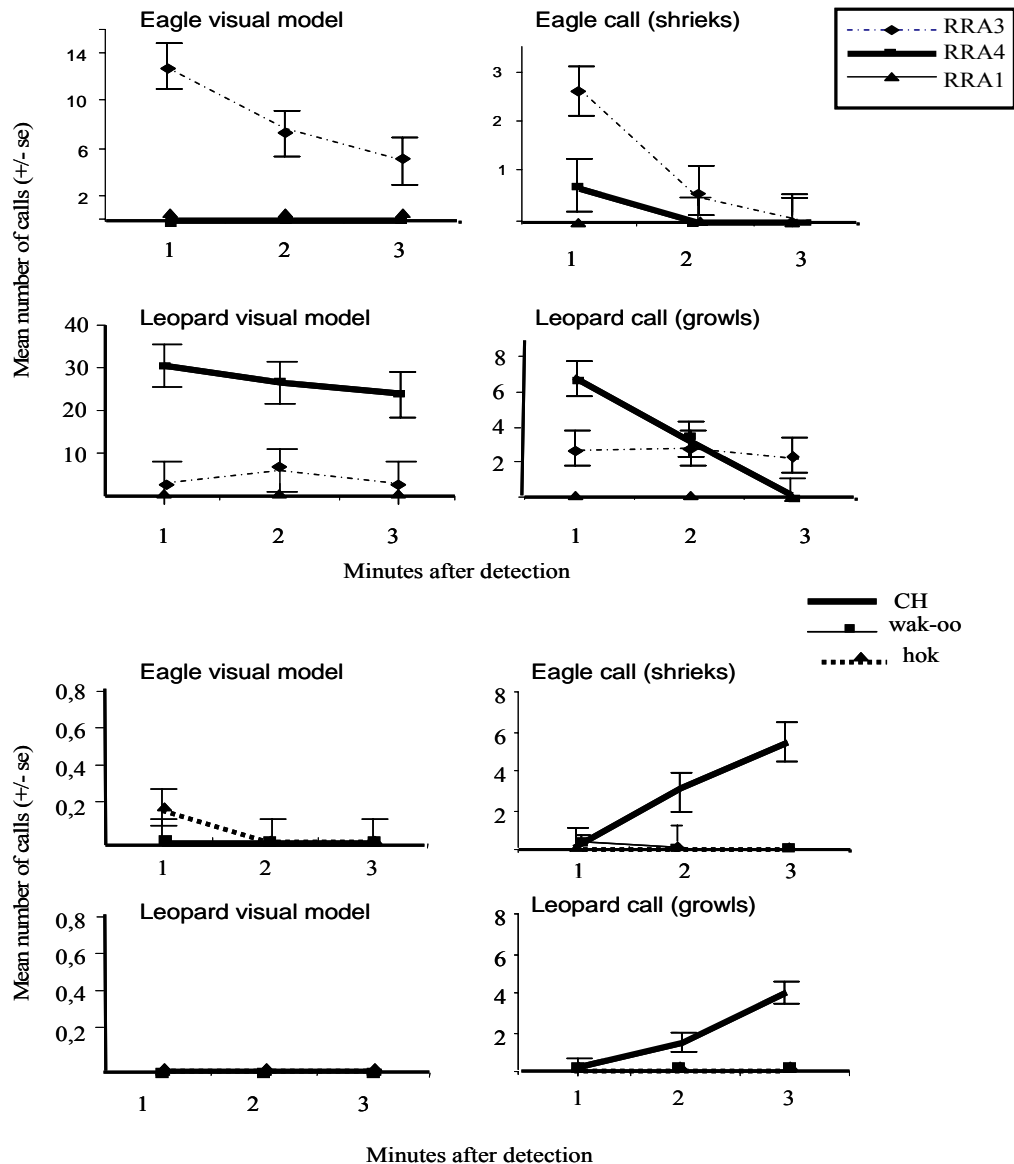 Eagle visual model
Eagle call (shrieks)
RRA3
RRA4
RRA1
14
10
6
2
1 2 3
3
2
1
1 2 3
Mean number of calls (+/- se)
Leopard visual model
Leopard call (growls)
40
30
20
10
1 2 3
8
6
4
2
1 2 3
Minutes after detection
CH
wak-oo
hok
Eagle visual model
Eagle call (shrieks)
0,8
0,6
0,4
0,2
1 2 3
8
6
4
2
1 2 3
Mean number of calls (+/- se)
Leopard visual model
Leopard call (growls)
0,8
0,6
0,4
0,2
1 2 3
8
6
4
2
1 2 3
Minutes after detection